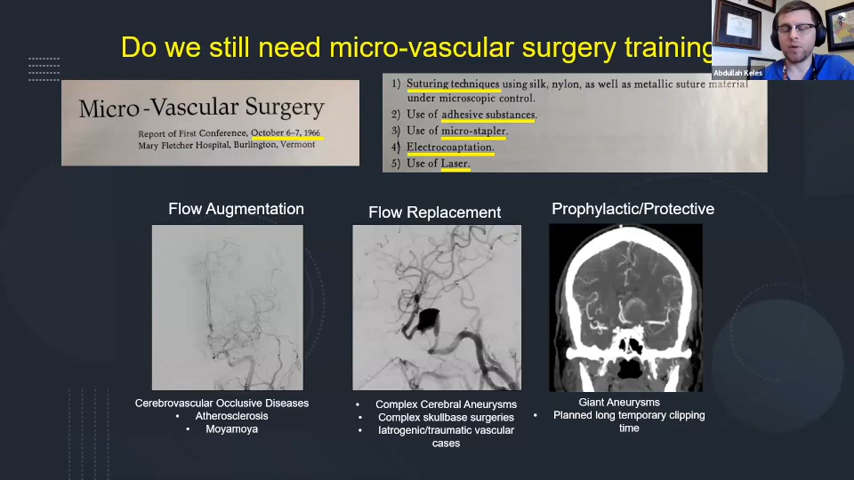 Do we still need micro-vascular surgery training
Abdullah Keles
Micro-Vascular Surgery
Report of First Conference, October 6-7, 1966
Mary Fletcher Hospital, Burlington, Vermont
1) Suturing techniques using silk, nylon, as well as metallic suture material
under microscopic control.
2) Use of adhesive substances.
3) Use of micro-stapler.
4) Electrocoaptation.
5) Use of Laser.
Flow Augmentation
Flow Replacement
Prophylactic/Protective
Cerebrovascular Occlusive Diseases
• Atherosclerosis
• Moyamoya
• Complex Cerebral Aneurysms
• Complex skullbase surgeries
• Iatrogenic/traumatic vascular
cases
Giant Aneurysms
• Planned long temporary clipping
time